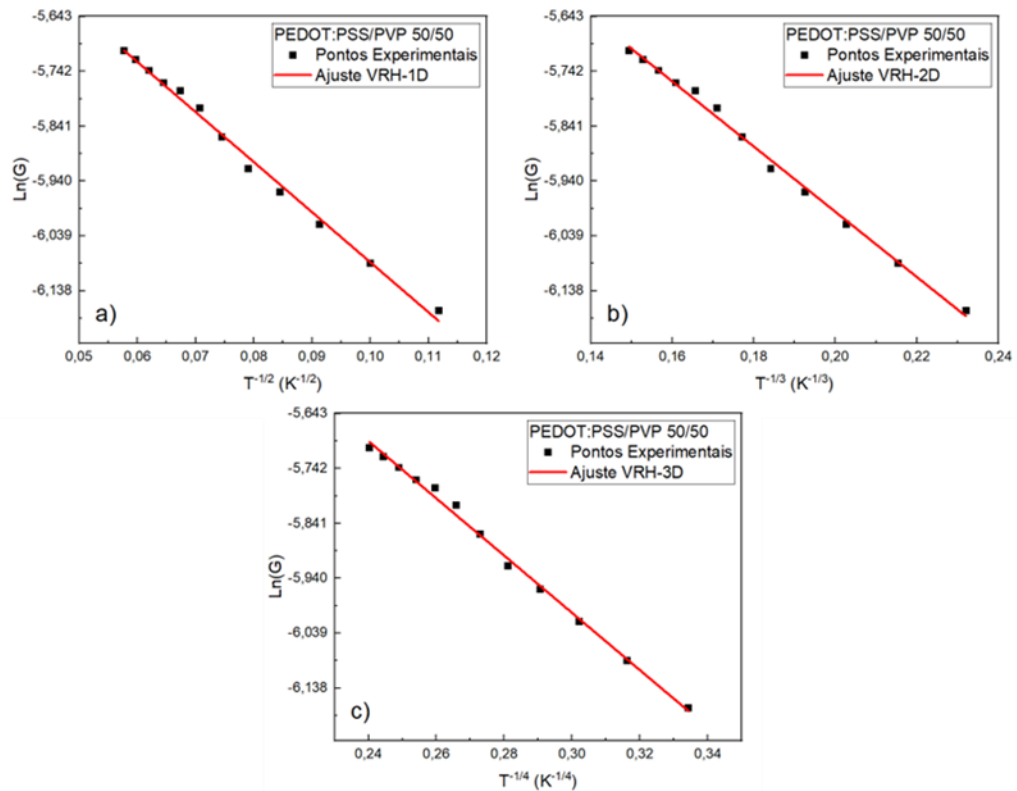 PEDOT:PSS/PVP 50/50
Pontos Experimentais
Ajuste VRH-1D
-5,643
-5,742
-5,841
-5,940
-6,039
-6,138
Ln(G)
a)
0,05 0,06 0,07 0,08 0,09 0,10 0,11 0,12
T^-1/2 (K^-1/2)
PEDOT:PSS/PVP 50/50
Pontos Experimentais
Ajuste VRH-2D
-5,643
-5,742
-5,841
-5,940
-6,039
-6,138
Ln(G)
b)
0,14 0,16 0,18 0,20 0,22 0,24
T^-1/3 (K^-1/3)
PEDOT:PSS/PVP 50/50
Pontos Experimentais
Ajuste VRH-3D
-5,643
-5,742
-5,841
-5,940
-6,039
-6,138
Ln(G)
c)
0,24 0,26 0,28 0,30 0,32 0,34
T^-1/4 (K^-1/4)